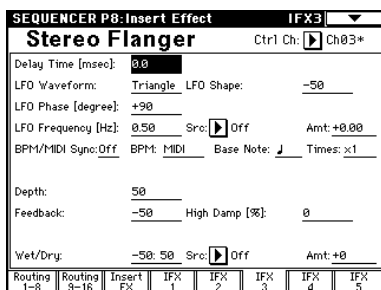 SEQUENCER P8:Insert Effect IFX3
Stereo Flanger Ctrl Ch: Ch03*
Delay Time [msec]: 0.0
LFO Waveform: Triangle LFO Shape: -50
LFO Phase [degree]: +90
LFO Frequency [Hz]: 0.50 Src: Off Amt: +0.00
BPM/MIDI Sync: Off BPM: MIDI Base Note: ♩ Times: x1
Depth: 50
Feedback: -50 High Damp [%]: 0
Wet/Dry: -50: 50 Src: Off Amt: +0
Routing 1-8 Routing 9-16 Insert FX IFX 1 IFX 2 IFX 3 IFX 4 IFX 5